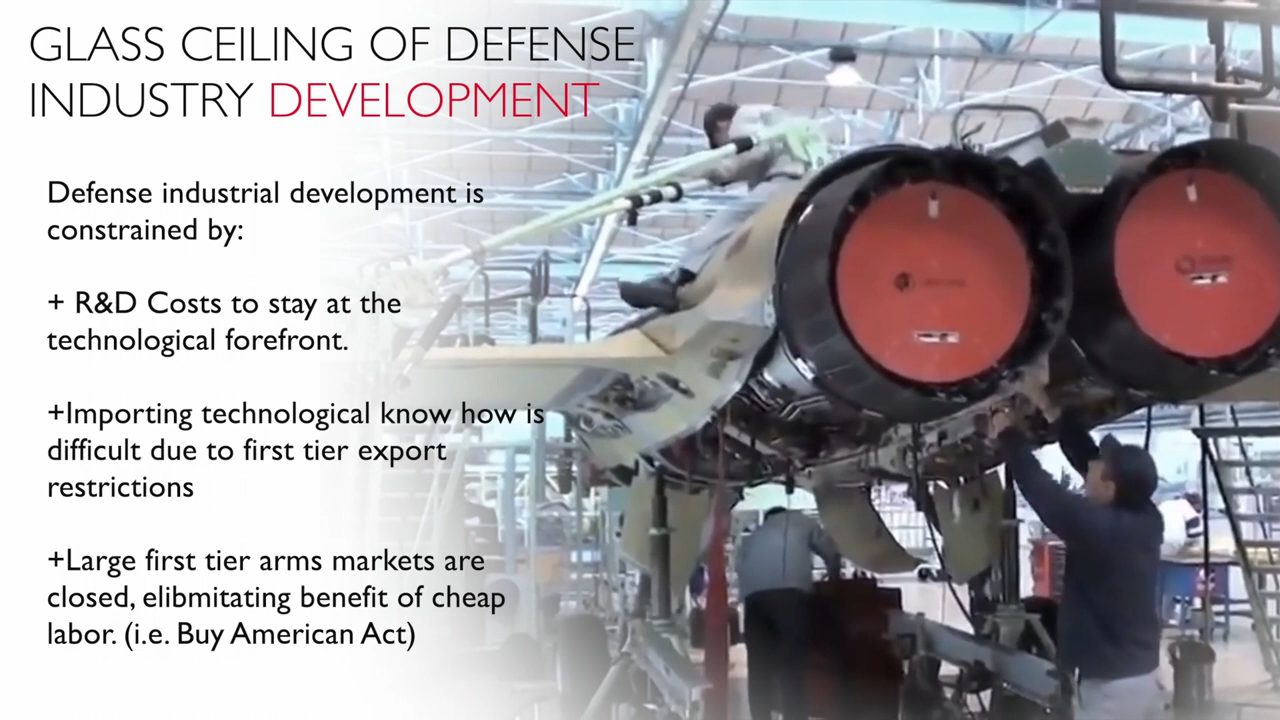 GLASS CEILING OF DEFENSE
INDUSTRY DEVELOPMENT
Defense industrial development is
constrained by:
+ R&D Costs to stay at the
technological forefront.
+Importing technological know how is
difficult due to first tier export
restrictions
+Large first tier arms markets are
closed, elibmitating benefit of cheap
labor. (i.e. Buy American Act)